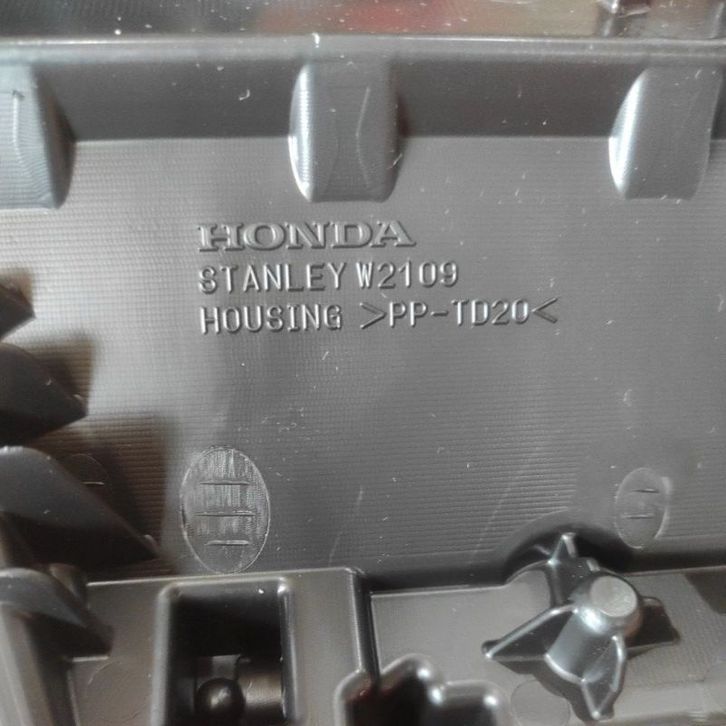 HONDA
STANLEY W2109
HOUSING >PP-TD20<